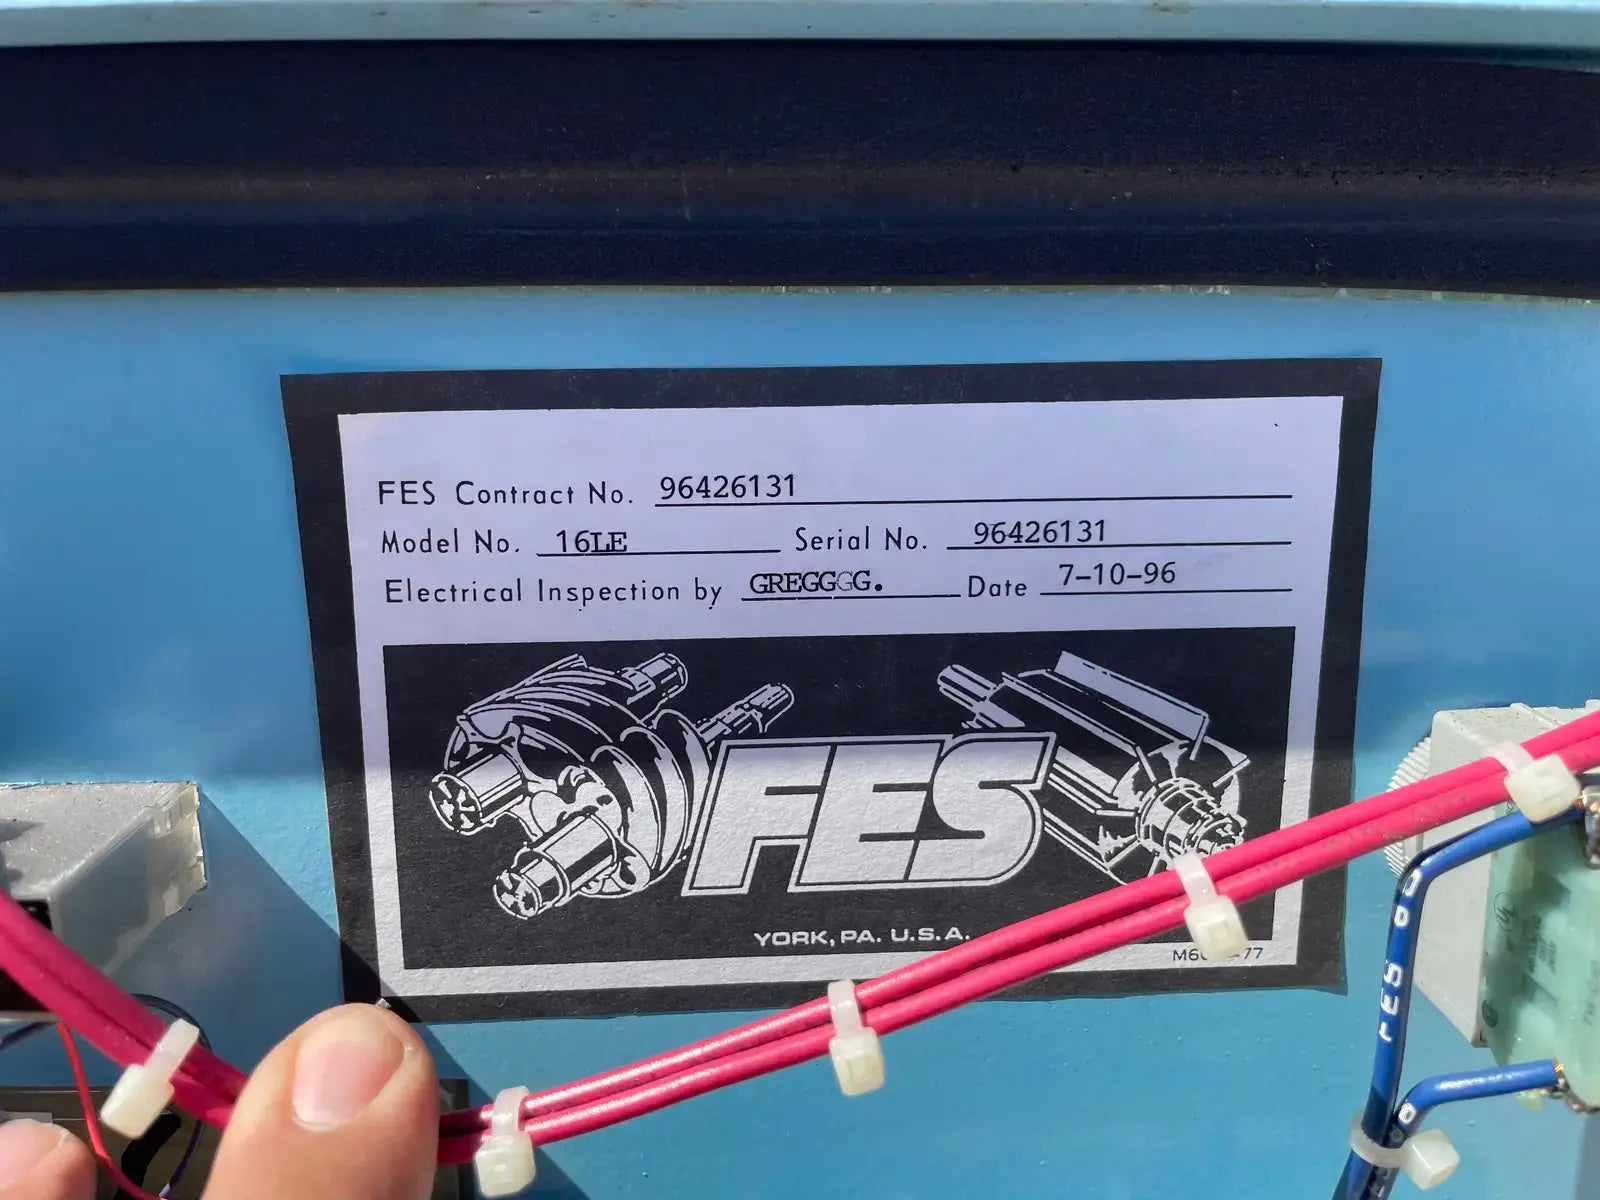 FES Contract No. 96426131
Model No. 16LE Serial No. 96426131
Electrical Inspection by GREGGGG. Date 7-10-96
FES
YORK, PA. U.S.A.